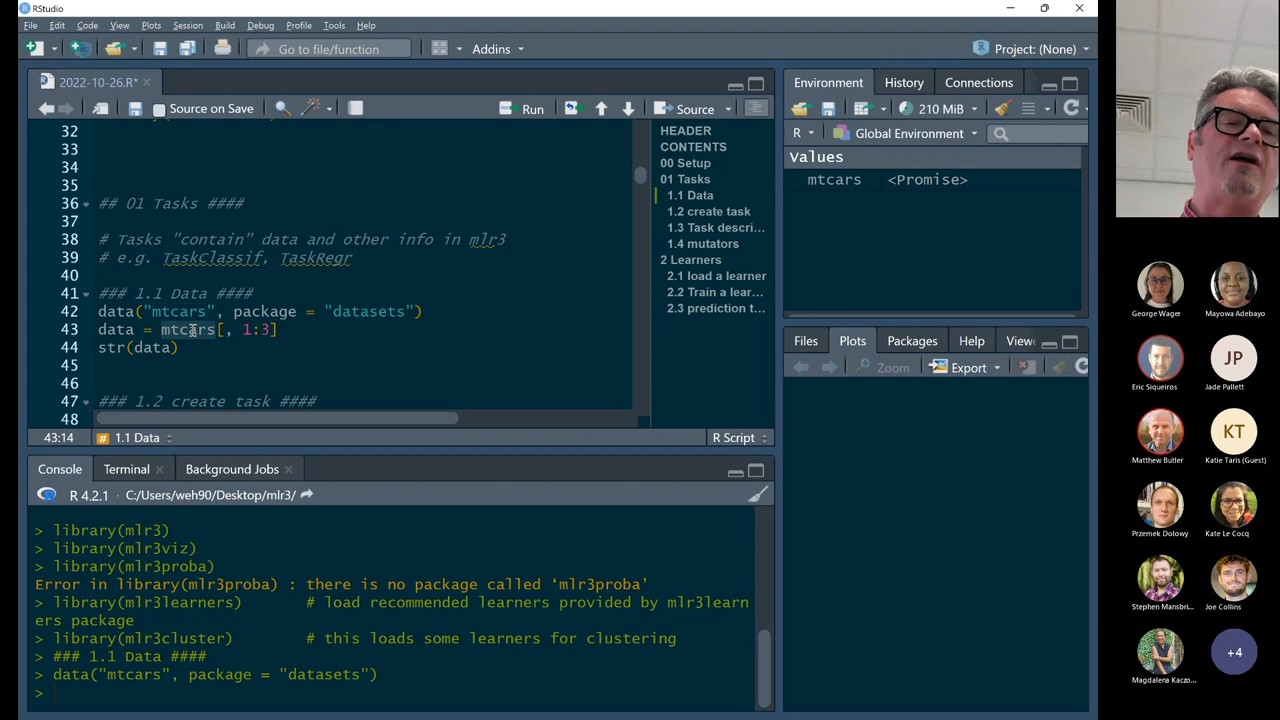 RStudio
File Edit Code View Plots Session Build Debug Profile Tools Help
Go to file/function Addins Project: (None)
2022-10-26.R*
Source on Save Run Source
32
33
34
35
36 ## 01 Tasks ####
37
38 # Tasks "contain" data and other info in mlr3
39 # e.g. TaskClassif, TaskRegr
40
41 ### 1.1 Data ####
42 data("mtcars", package = "datasets")
43 data = mtcars[, 1:3]
44 str(data)
45
46
47 ### 1.2 create task ####
48
43:14 1.1 Data R Script
HEADER
CONTENTS
00 Setup
01 Tasks
1.1 Data
1.2 create task
1.3 Task descri...
1.4 mutators
2 Learners
2.1 load a learner
2.2 Train a lear...
2.3 prediction t...
Console Terminal Background Jobs
R 4.2.1 · C:/Users/weh90/Desktop/mlr3/
> library(mlr3)
> library(mlr3viz)
> library(mlr3proba)
Error in library(mlr3proba) : there is no package called ‘mlr3proba’
> library(mlr3learners) # load recommended learners provided by mlr3learn
ers package
> library(mlr3cluster) # this loads some learners for clustering
> ### 1.1 Data ####
> data("mtcars", package = "datasets")
>
Environment History Connections
210 MiB
R Global Environment
Values
mtcars <Promise>
Files Plots Packages Help View
Zoom Export
George Wager
Mayowa Adebayo
Eric Siqueiros
JP
Jade Pallett
Matthew Butler
KT
Katie Taris (Guest)
Przemek Dolowy
Kate Le Cocq
Stephen Mansbri...
Joe Collins
Magdalena Kaczo...
+4